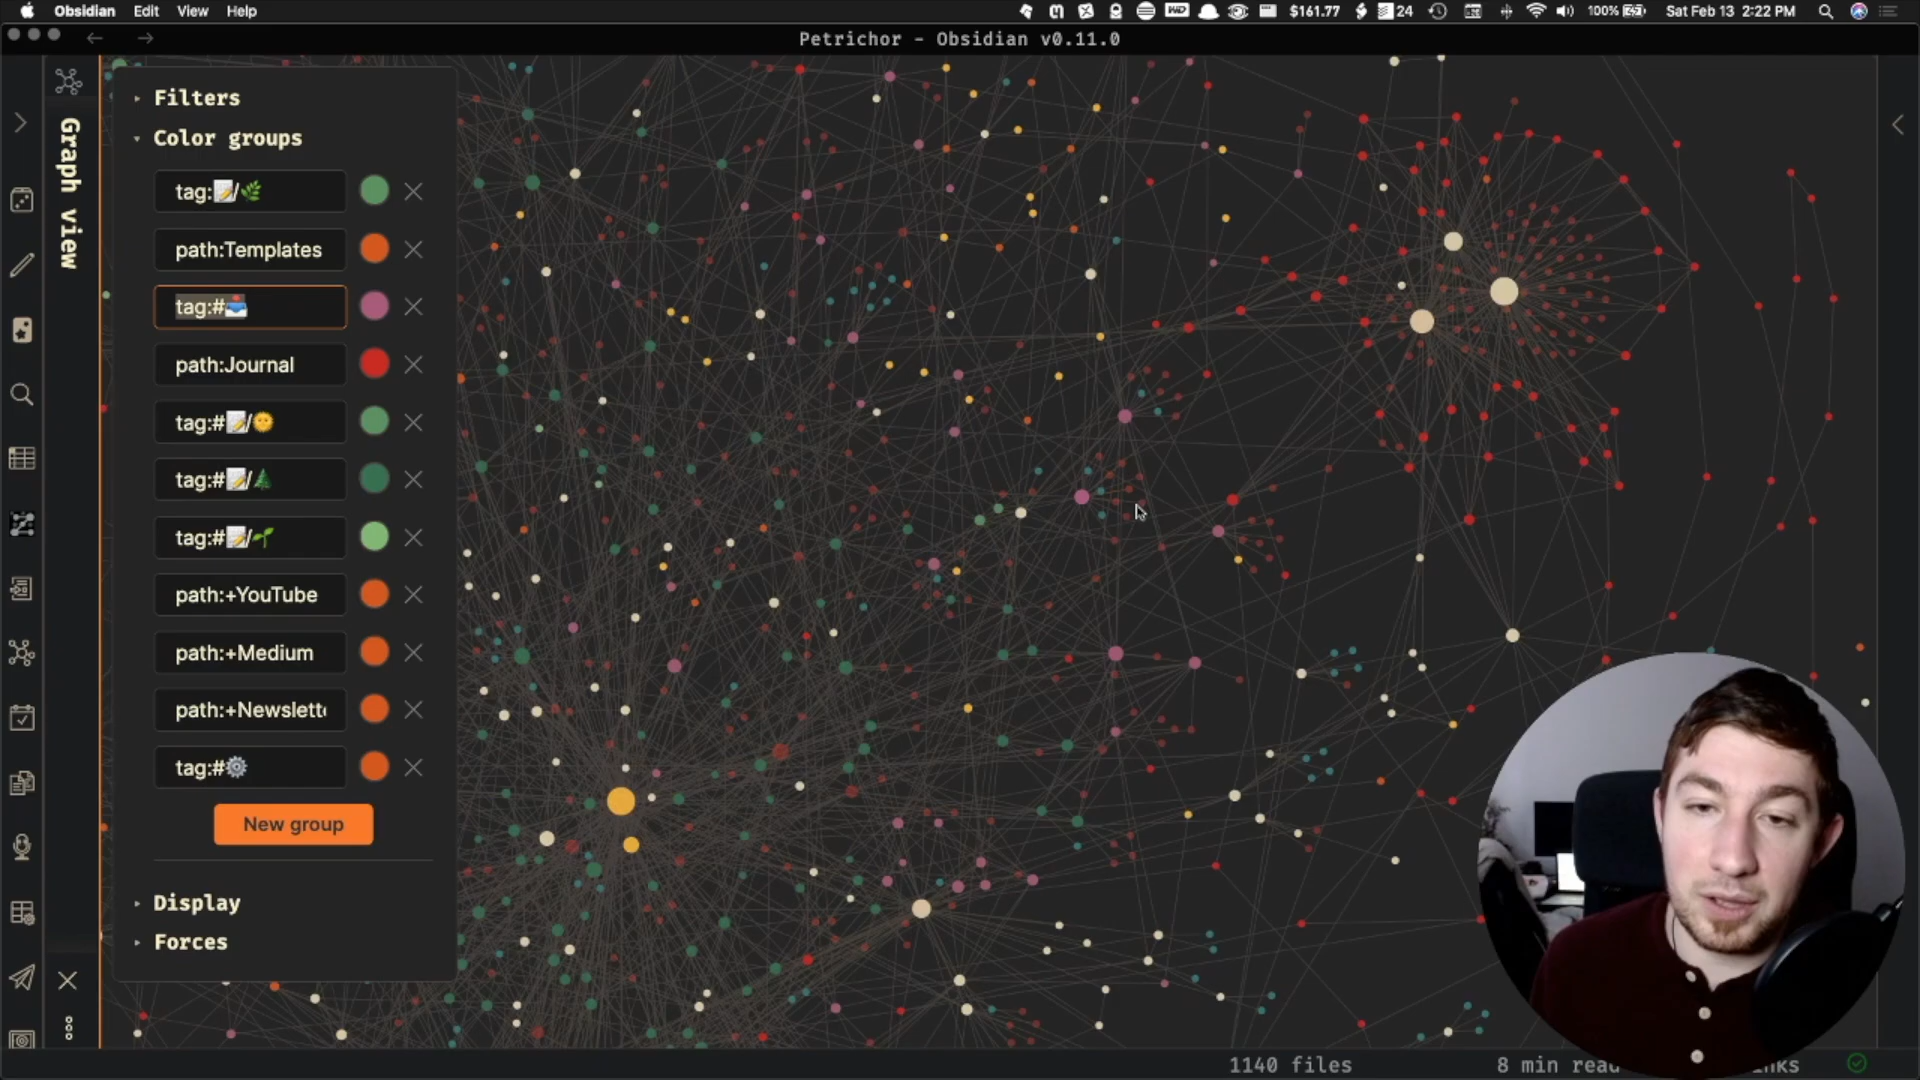 Obsidian Edit View Help
$161.77 24 100% Sat Feb 13 2:22 PM
Petrichor - Obsidian v0.11.0
Graph view
Filters
Color groups
tag:📝/🌿
path:Templates
tag:#📥
path:Journal
tag:#📝/🌞
tag:#📝/🌲
tag:#📝/🌱
path:+YouTube
path:+Medium
path:+Newslett
tag:#⚙️
New group
Display
Forces
1140 files 8 min read